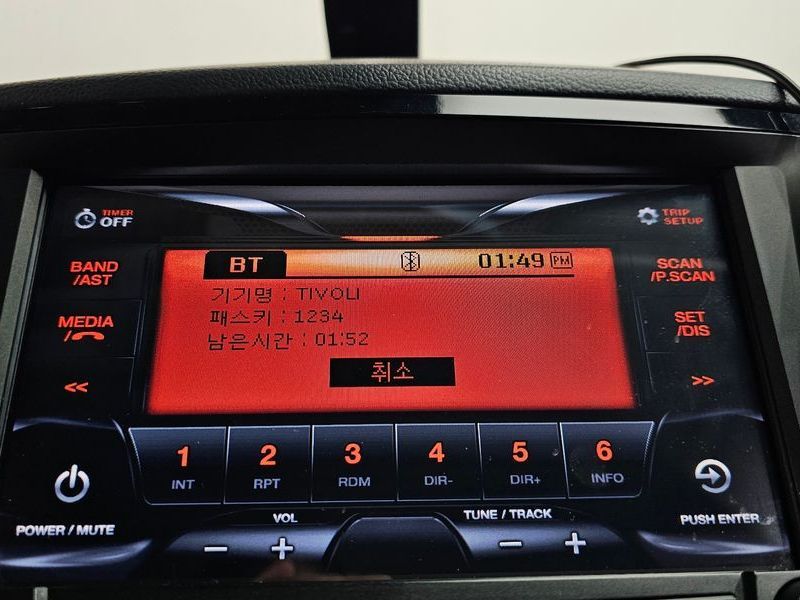 TIMER
OFF
TRIP
SETUP
BT 01:49 PM
BAND
/AST
SCAN
/P.SCAN
기기명 : TIVOLI
패스키 : 1234
남은시간 : 01:52
MEDIA
/
SET
/DIS
취소
<<
>>
1 2 3 4 5 6
INT RPT RDM DIR- DIR+ INFO
POWER / MUTE
VOL
TUNE / TRACK
PUSH ENTER
- +
- +